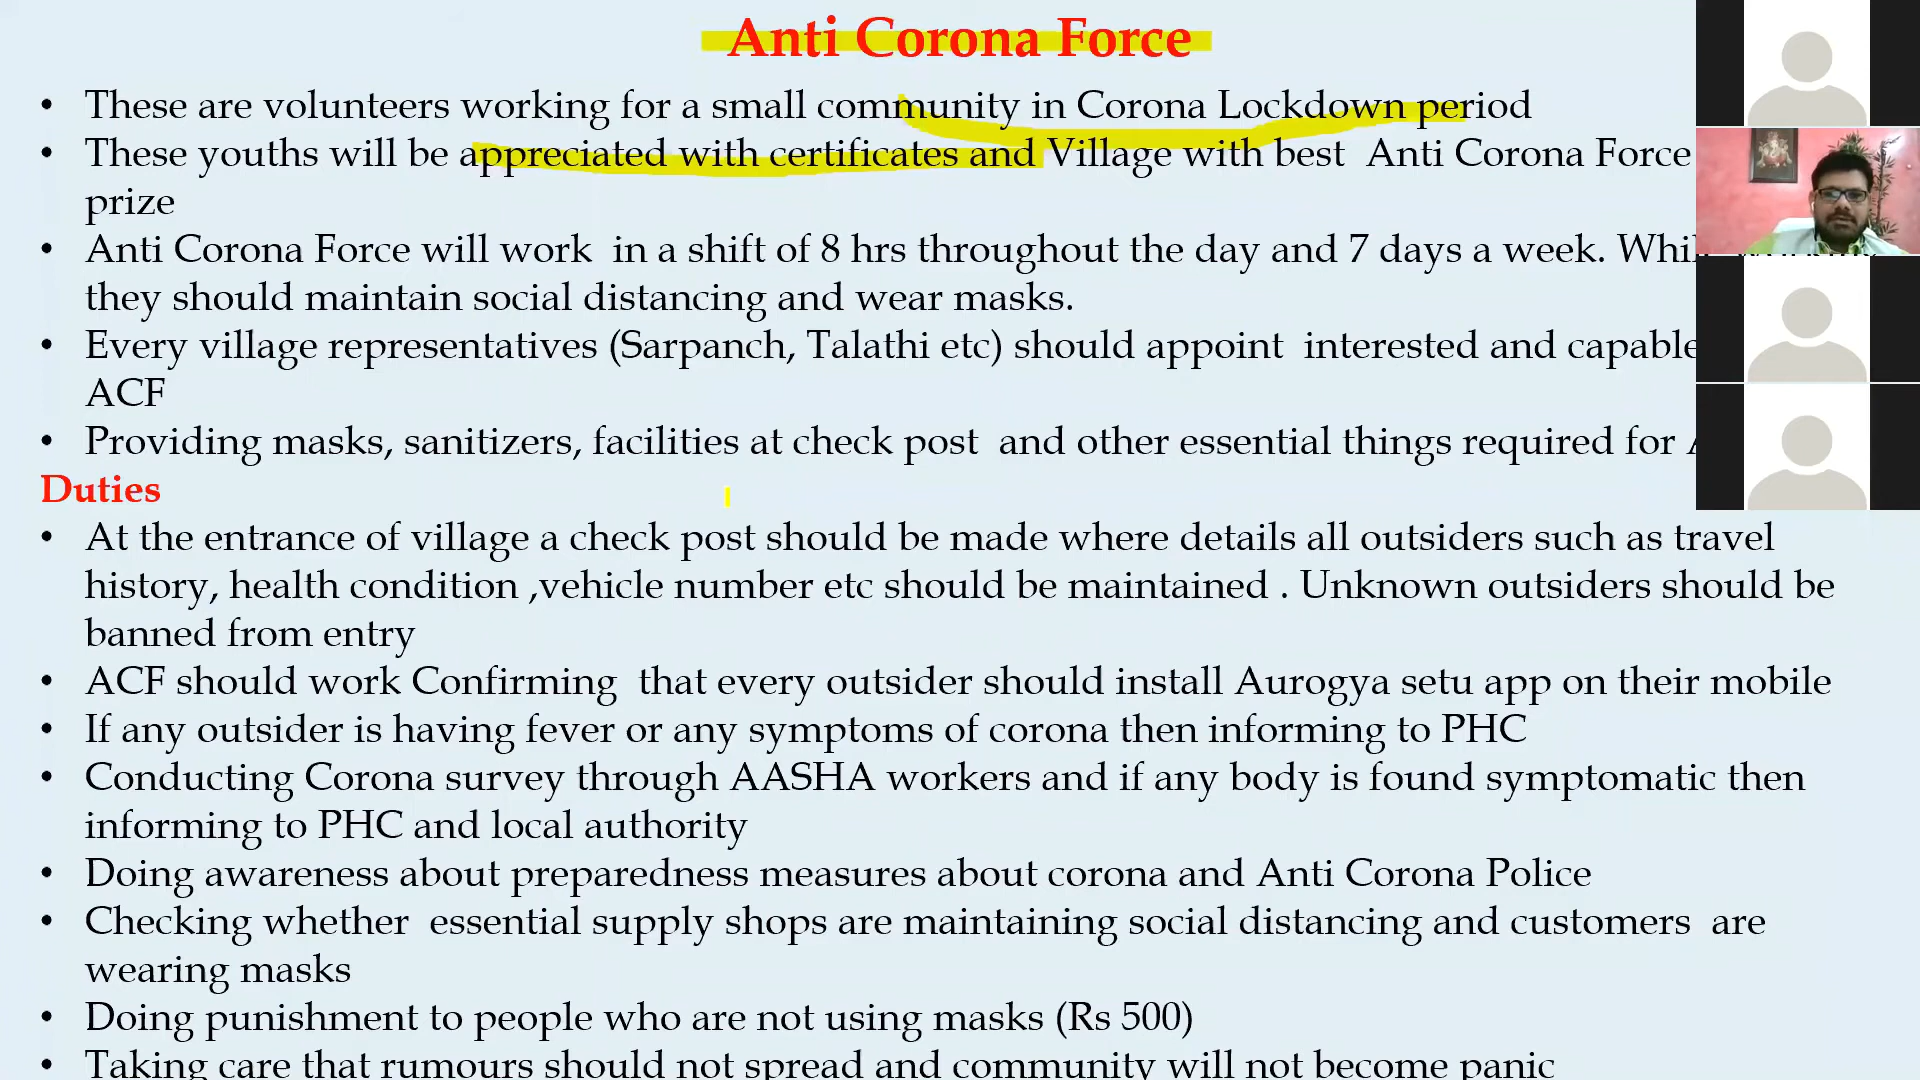 Anti Corona Force
• These are volunteers working for a small community in Corona Lockdown period
• These youths will be appreciated with certificates and Village with best Anti Corona Force
prize
• Anti Corona Force will work in a shift of 8 hrs throughout the day and 7 days a week.
they should maintain social distancing and wear masks.
• Every village representatives (Sarpanch, Talathi etc) should appoint interested and capable
ACF
• Providing masks, sanitizers, facilities at check post and other essential things required for
Duties
• At the entrance of village a check post should be made where details all outsiders such as travel
history, health condition ,vehicle number etc should be maintained . Unknown outsiders should be
banned from entry
• ACF should work Confirming that every outsider should install Aurogya setu app on their mobile
• If any outsider is having fever or any symptoms of corona then informing to PHC
• Conducting Corona survey through AASHA workers and if any body is found symptomatic then
informing to PHC and local authority
• Doing awareness about preparedness measures about corona and Anti Corona Police
• Checking whether essential supply shops are maintaining social distancing and customers are
wearing masks
• Doing punishment to people who are not using masks (Rs 500)
• Taking care that rumours should not spread and community will not become panic